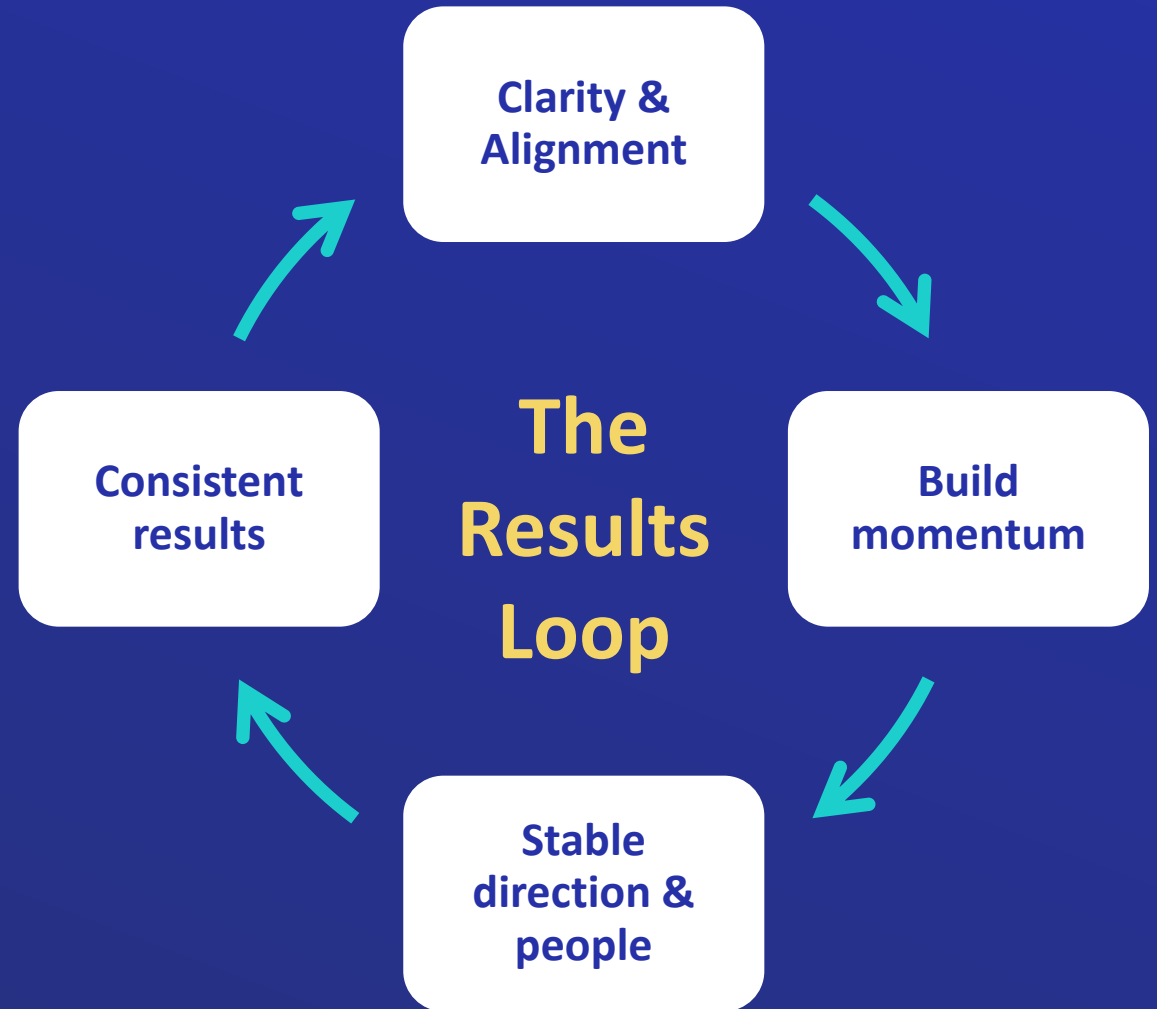 Clarity &
Alignment
The
Results
Loop
Consistent
results
Build
momentum
Stable
direction &
people